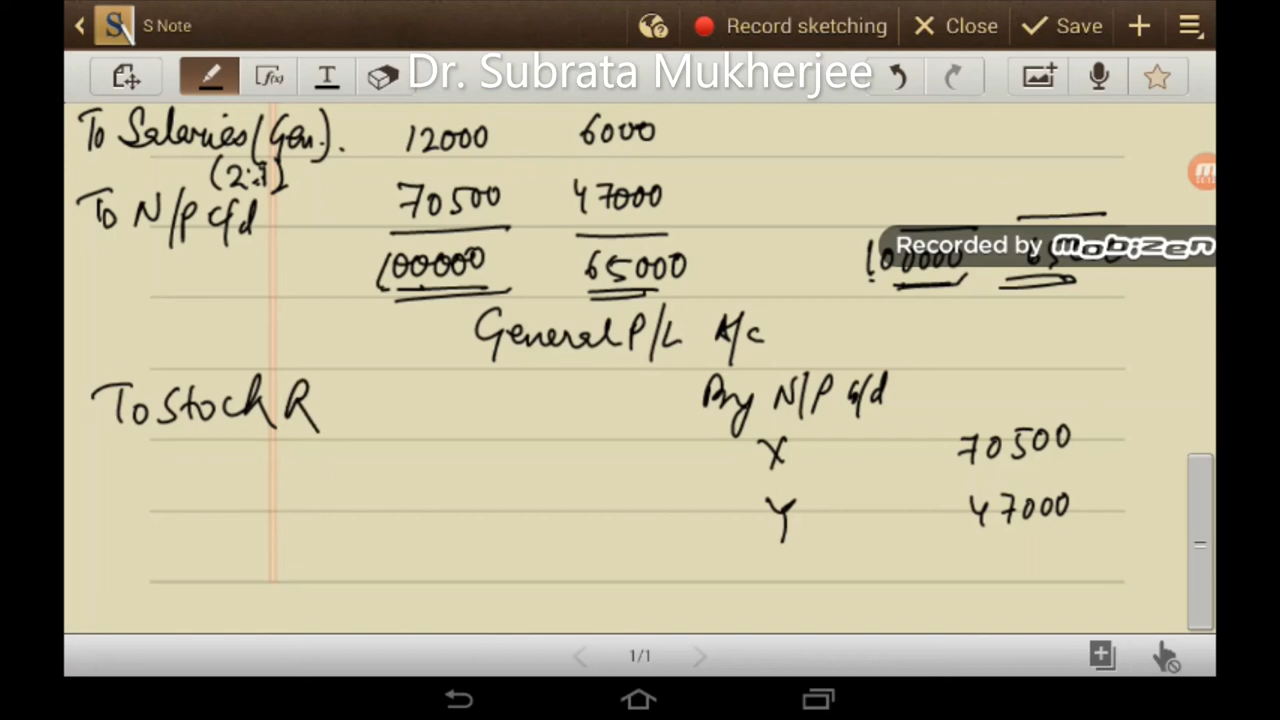 S Note
Record sketching
Close
Save
Dr. Subrata Mukherjee
To Salaries (Gen.). 12000 6000
(2:1)
To N/P c/d 70500 47000
Recorded by mobizen
100000 65000 100000
General P/L A/c
To Stock R By N/P b/d
X 70500
Y 47000
1/1